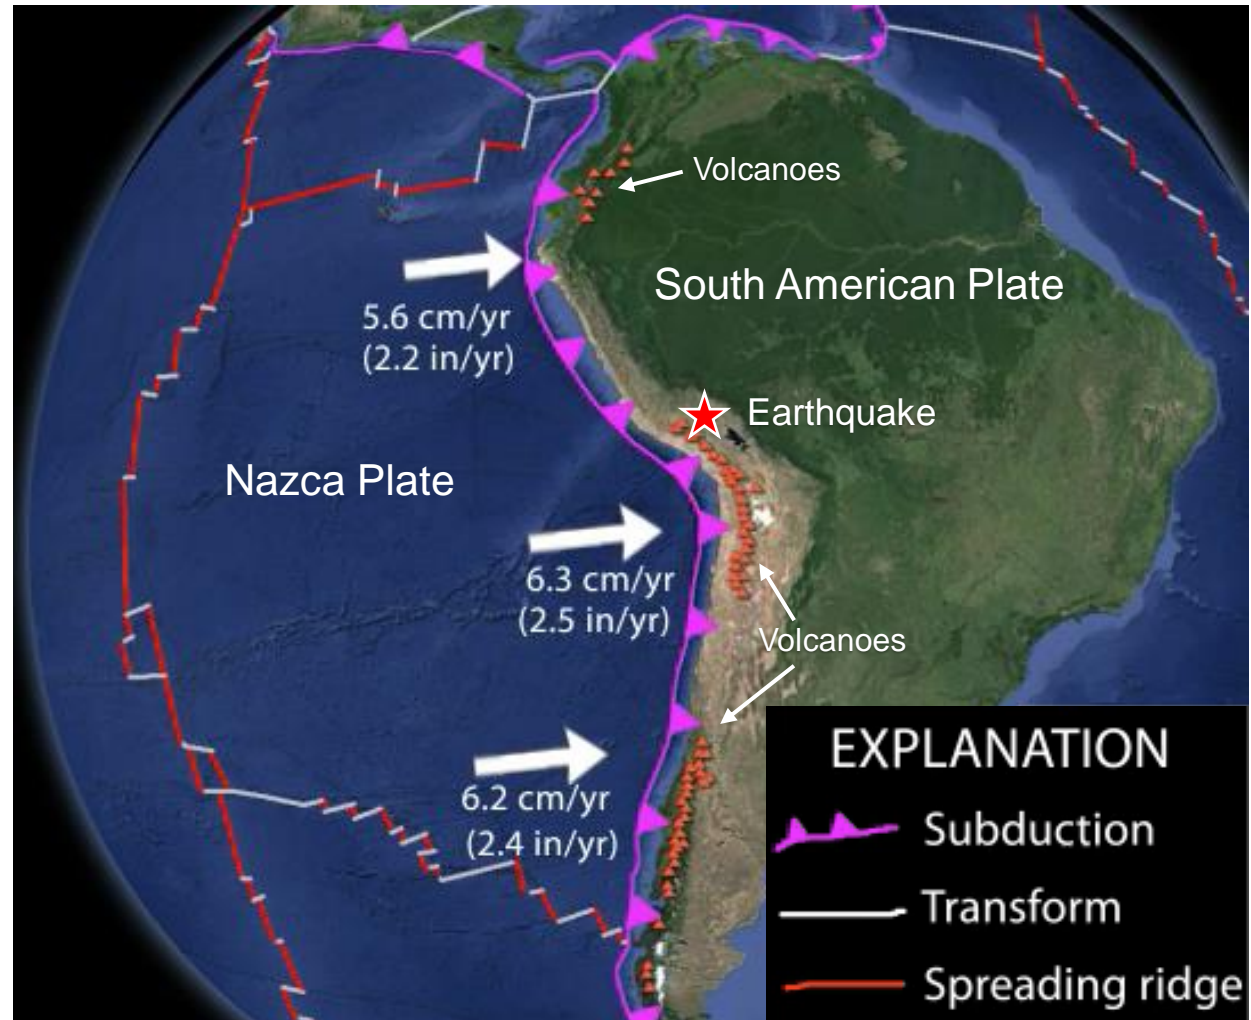 Volcanoes
South American Plate
5.6 cm/yr
(2.2 in/yr)
Earthquake
Nazca Plate
6.3 cm/yr
(2.5 in/yr)
Volcanoes
6.2 cm/yr
(2.4 in/yr)
EXPLANATION
Subduction
Transform
Spreading ridge